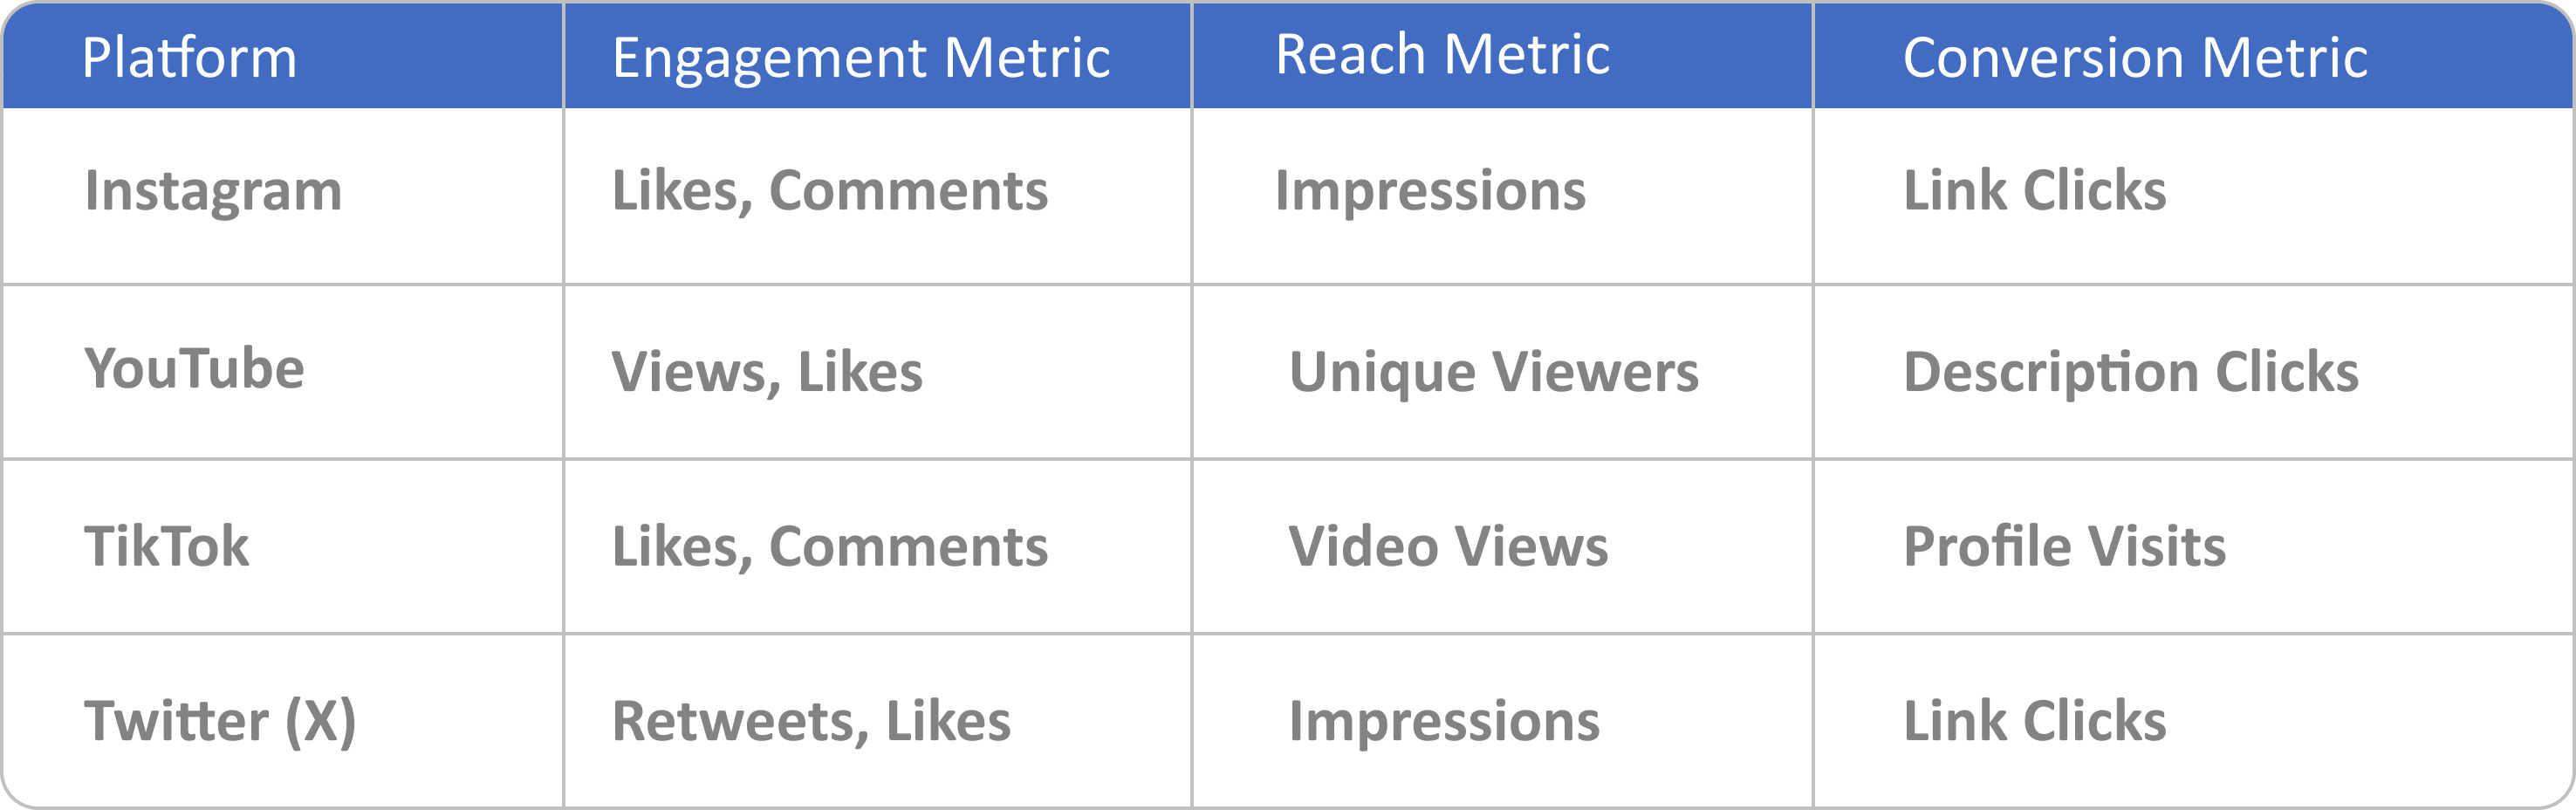 Platform Engagement Metric Reach Metric Conversion Metric
Instagram Likes, Comments Impressions Link Clicks
YouTube Views, Likes Unique Viewers Description Clicks
TikTok Likes, Comments Video Views Profile Visits
Twitter (X) Retweets, Likes Impressions Link Clicks